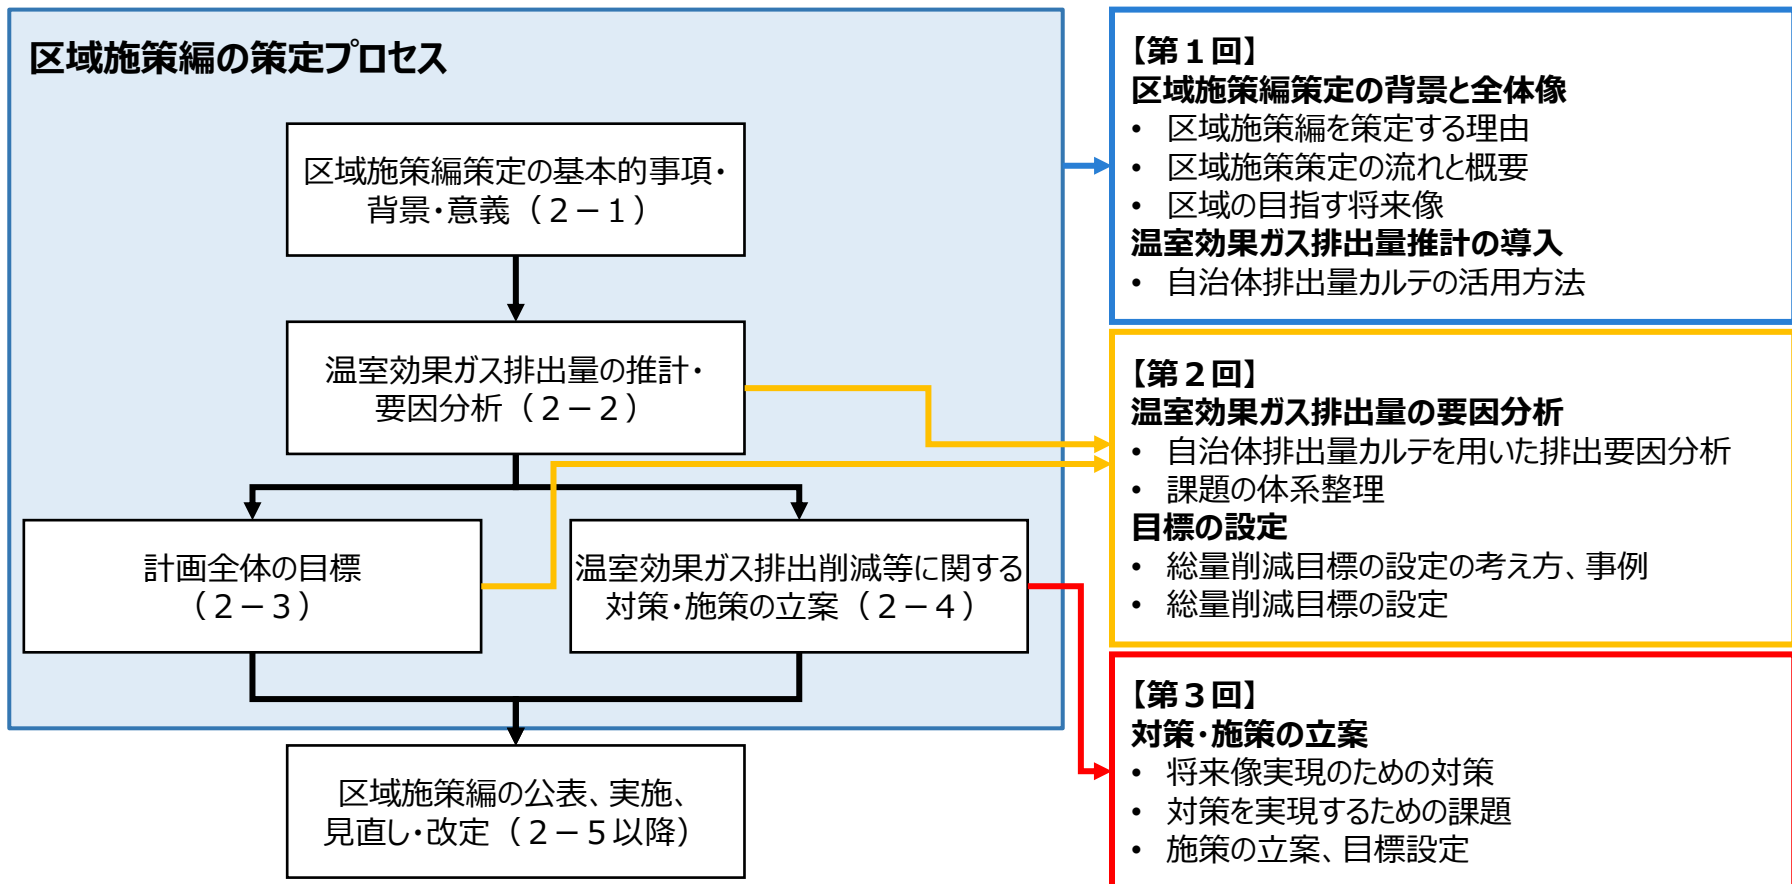 区域施策編の策定プロセス
区域施策編策定の基本的事項・
背景・意義（２－１）
温室効果ガス排出量の推計・
要因分析（２－２）
計画全体の目標
（２－３）
温室効果ガス排出削減等に関する
対策・施策の立案（２－４）
区域施策編の公表、実施、
見直し・改定（２－５以降）
【第１回】
区域施策編策定の背景と全体像
• 区域施策編を策定する理由
• 区域施策策定の流れと概要
• 区域の目指す将来像
温室効果ガス排出量推計の導入
• 自治体排出量カルテの活用方法
【第２回】
温室効果ガス排出量の要因分析
• 自治体排出量カルテを用いた排出要因分析
• 課題の体系整理
目標の設定
• 総量削減目標の設定の考え方、事例
• 総量削減目標の設定
【第３回】
対策・施策の立案
• 将来像実現のための対策
• 対策を実現するための課題
• 施策の立案、目標設定